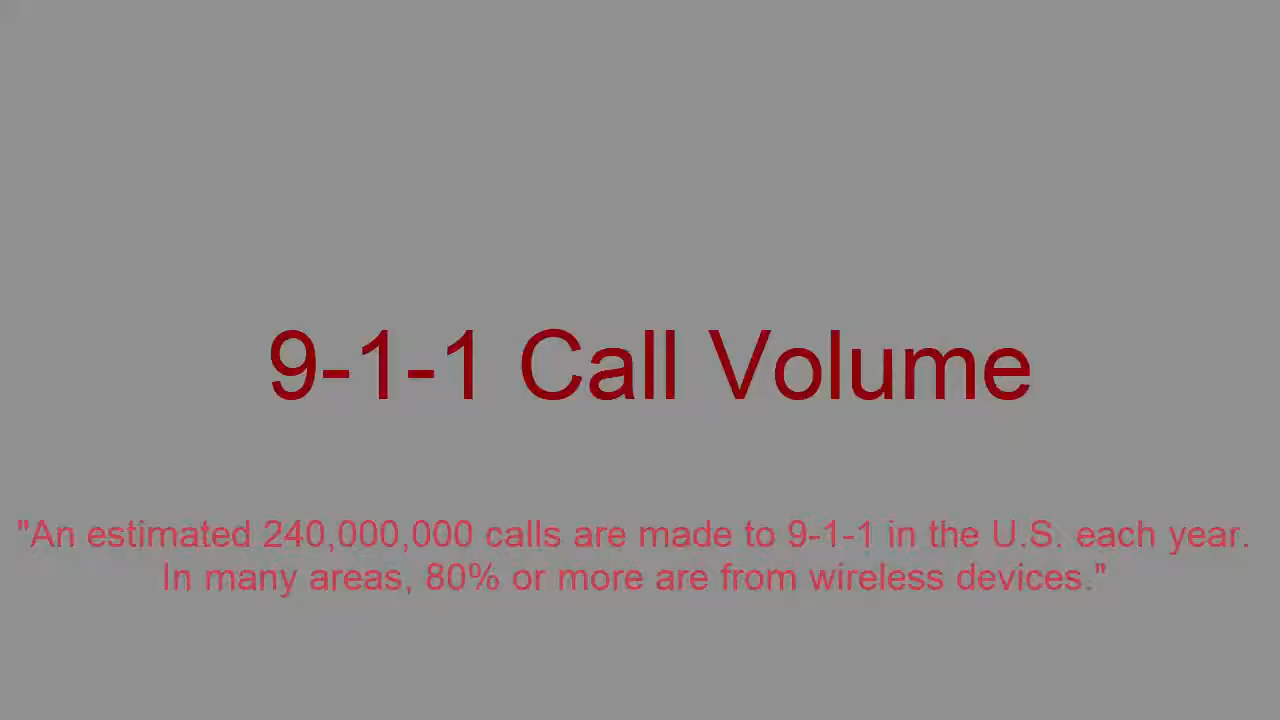 9-1-1 Call Volume
"An estimated 240,000,000 calls are made to 9-1-1 in the U.S. each year.
In many areas, 80% or more are from wireless devices."